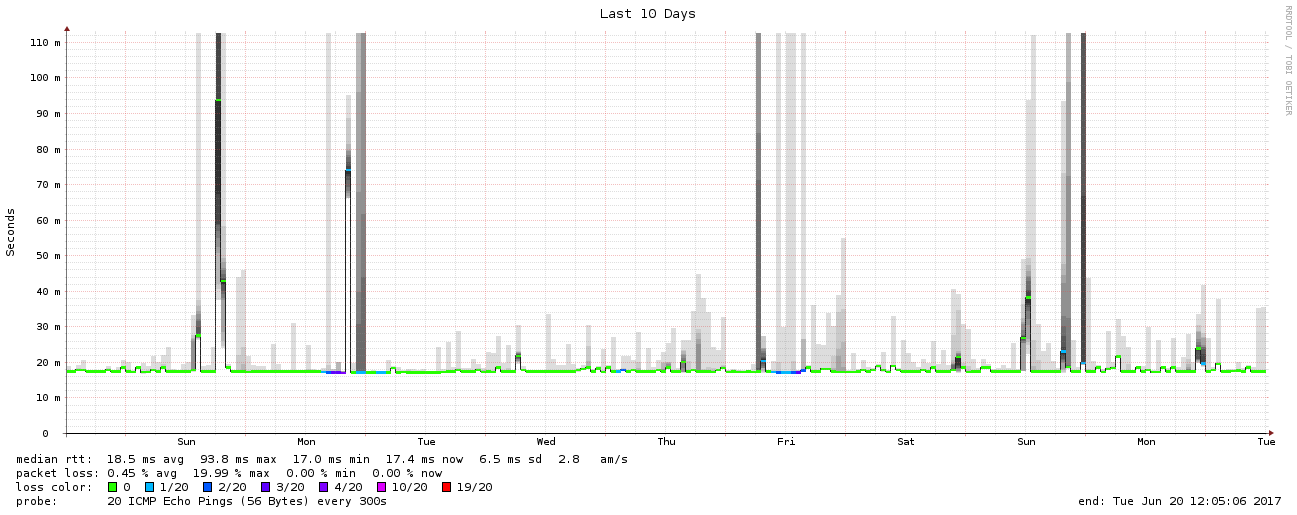 Last 10 Days
RRDTOOL / TOBI OETIKER
Seconds
110 m
100 m
90 m
80 m
70 m
60 m
50 m
40 m
30 m
20 m
10 m
0
Sun Mon Tue Wed Thu Fri Sat Sun Mon Tue
median rtt: 18.5 ms avg 93.8 ms max 17.0 ms min 17.4 ms now 6.5 ms sd 2.8 am/s
packet loss: 0.45 % avg 19.99 % max 0.00 % min 0.00 % now
loss color: 0 1/20 2/20 3/20 4/20 10/20 19/20
probe: 20 ICMP Echo Pings (56 Bytes) every 300s end: Tue Jun 20 12:05:06 2017